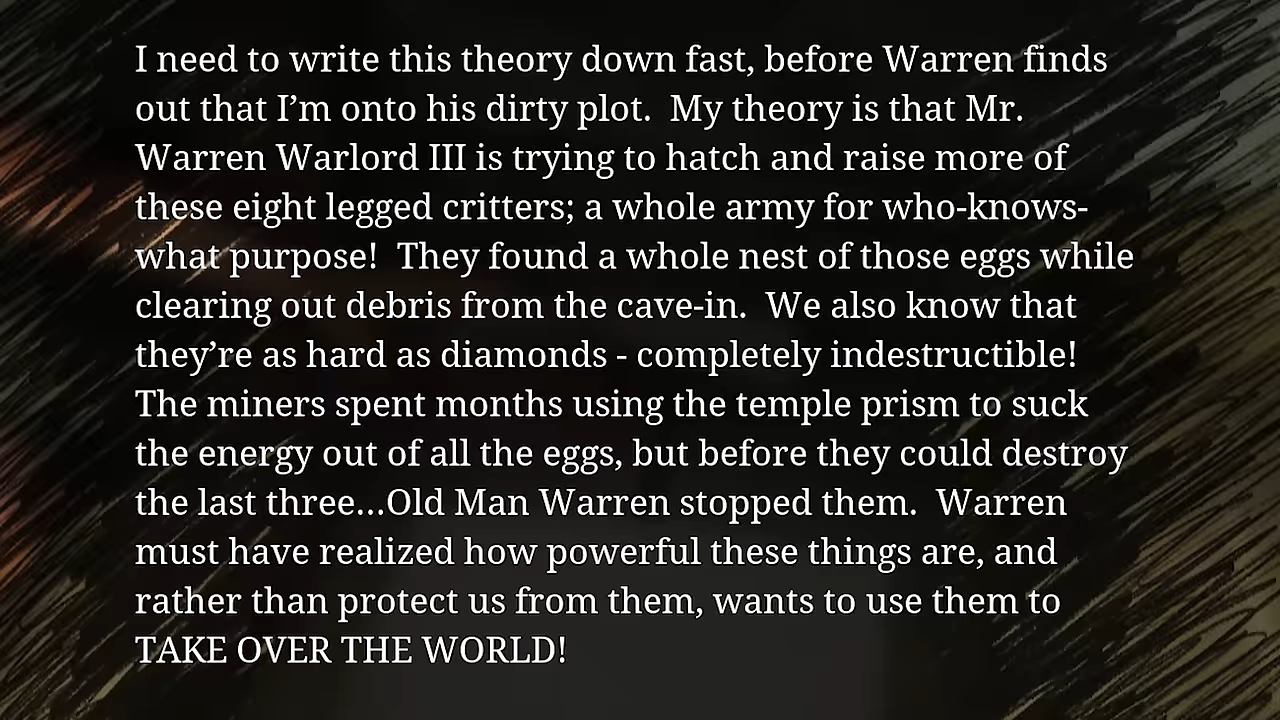 I need to write this theory down fast, before Warren finds
out that I’m onto his dirty plot.  My theory is that Mr.
Warren Warlord III is trying to hatch and raise more of
these eight legged critters; a whole army for who-knows-
what purpose!  They found a whole nest of those eggs while
clearing out debris from the cave-in.  We also know that
they’re as hard as diamonds - completely indestructible!
The miners spent months using the temple prism to suck
the energy out of all the eggs, but before they could destroy
the last three...Old Man Warren stopped them.  Warren
must have realized how powerful these things are, and
rather than protect us from them, wants to use them to
TAKE OVER THE WORLD!